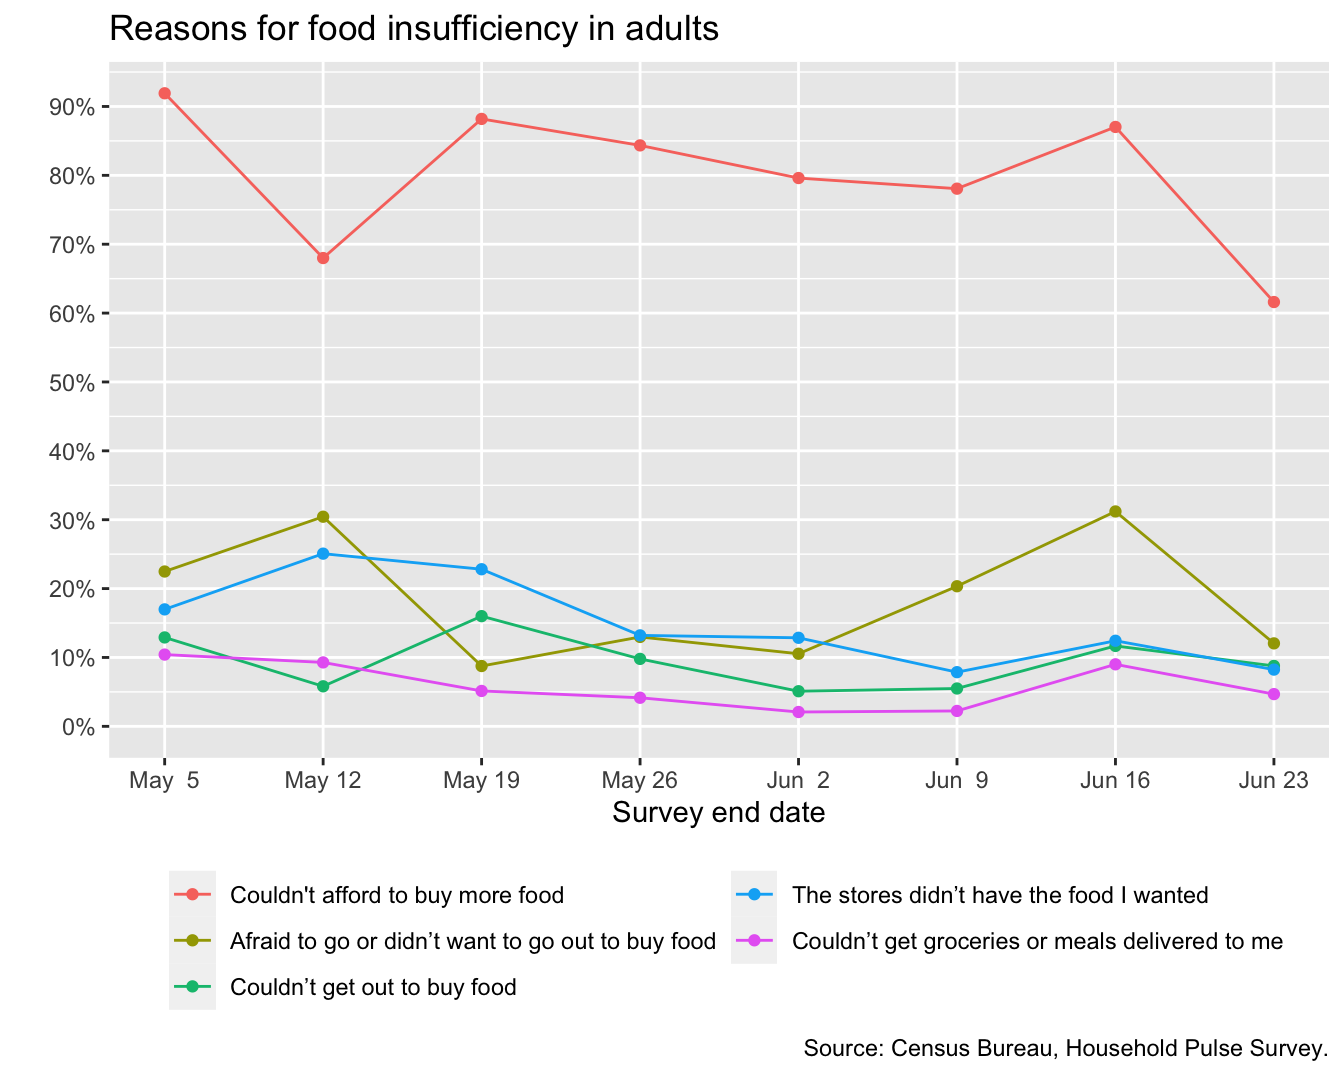 Reasons for food insufficiency in adults
90%
80%
70%
60%
50%
40%
30%
20%
10%
0%
May  5 May 12 May 19 May 26 Jun  2 Jun  9 Jun 16 Jun 23
Survey end date
Couldn't afford to buy more food
Afraid to go or didn’t want to go out to buy food
Couldn’t get out to buy food
The stores didn’t have the food I wanted
Couldn’t get groceries or meals delivered to me
Source: Census Bureau, Household Pulse Survey.